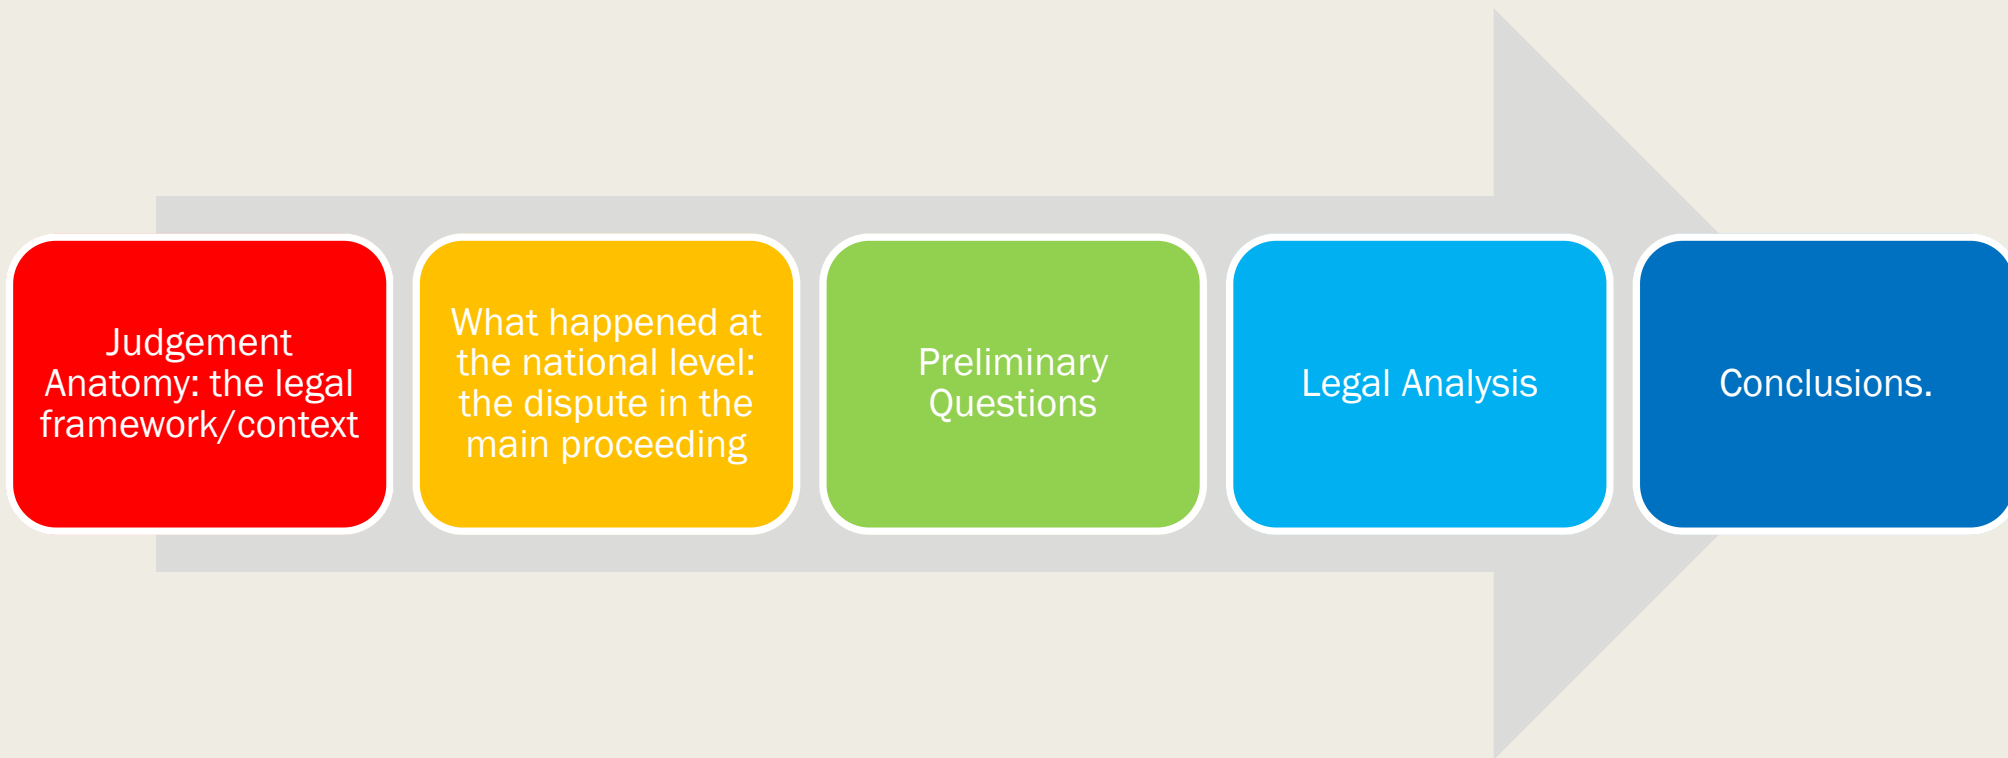 Judgement
Anatomy: the legal
framework/context
What happened at
the national level:
the dispute in the
main proceeding
Preliminary
Questions
Legal Analysis
Conclusions.